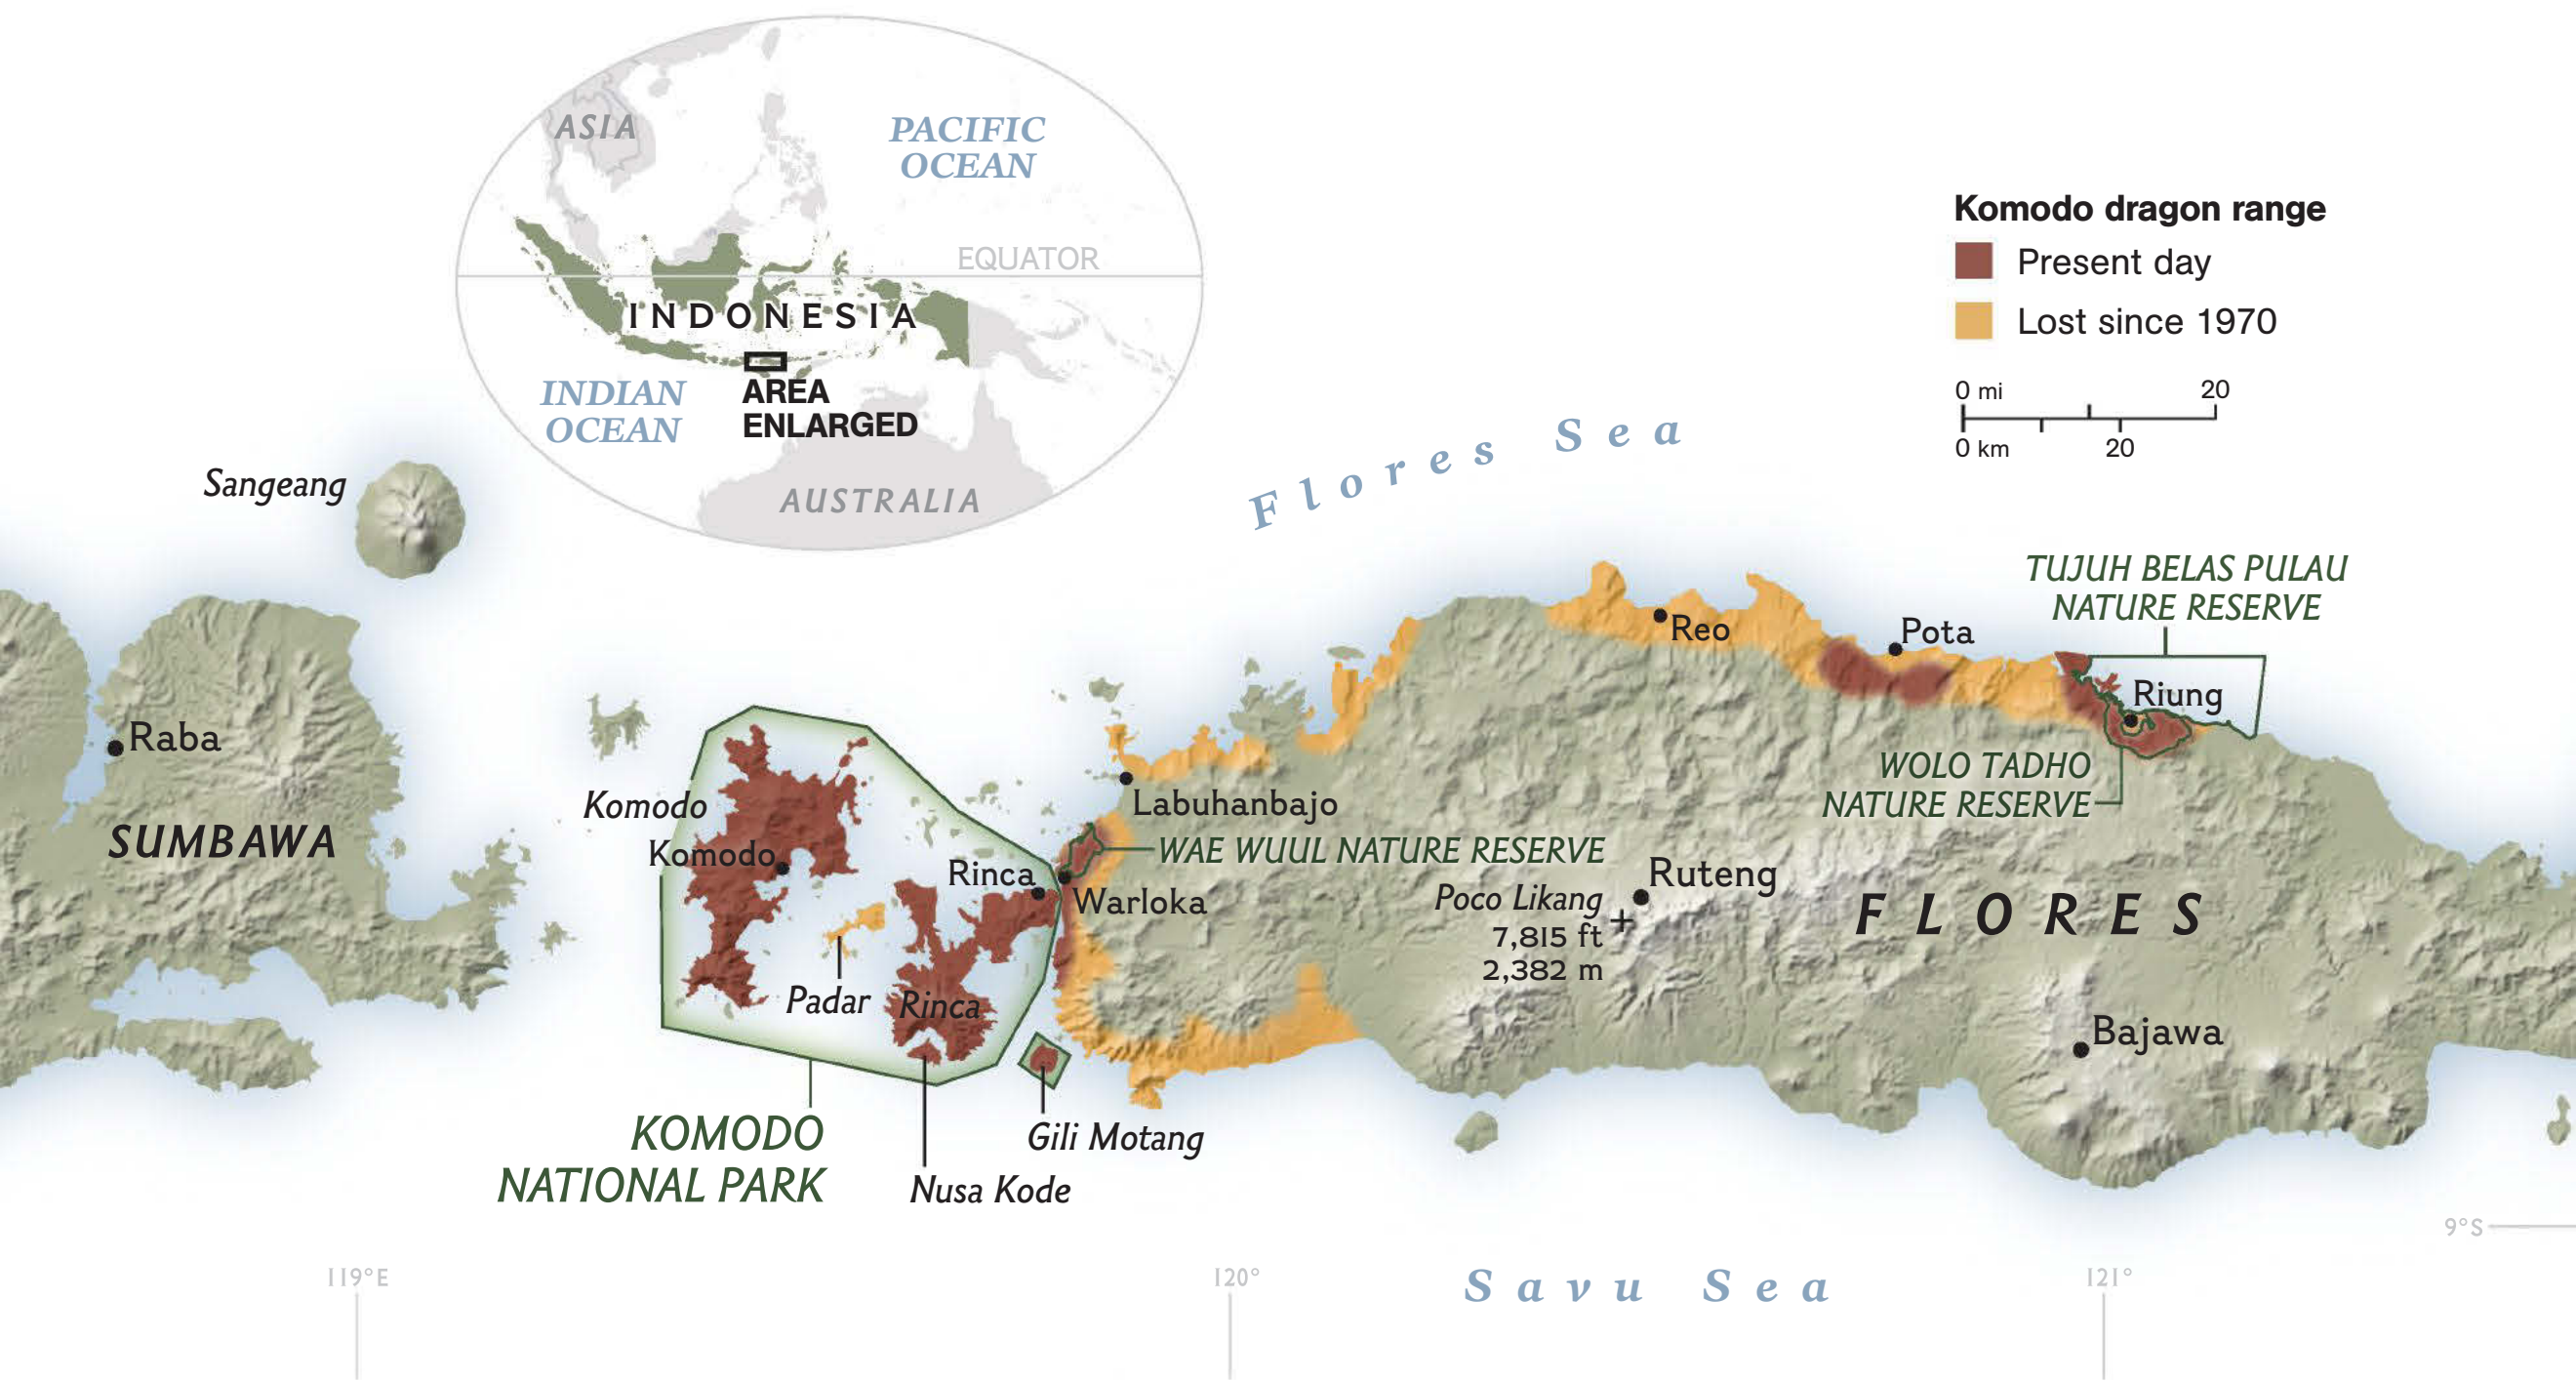 ASIA
PACIFIC
OCEAN
EQUATOR
INDONESIA
INDIAN
OCEAN
AREA
ENLARGED
AUSTRALIA
Komodo dragon range
Present day
Lost since 1970
0 mi 20
0 km 20
Flores Sea
Sangeang
TUJUH BELAS PULAU
NATURE RESERVE
Reo
Pota
Riung
Raba
WOLO TADHO
NATURE RESERVE
Komodo
Labuhanbajo
SUMBAWA
Komodo
WAE WUUL NATURE RESERVE
Rinca
Warloka
Ruteng
Poco Likang
7,815 ft
2,382 m
FLORES
Padar
Rinca
Bajawa
KOMODO
NATIONAL PARK
Gili Motang
Nusa Kode
9°S
119°E
120°
121°
Savu Sea